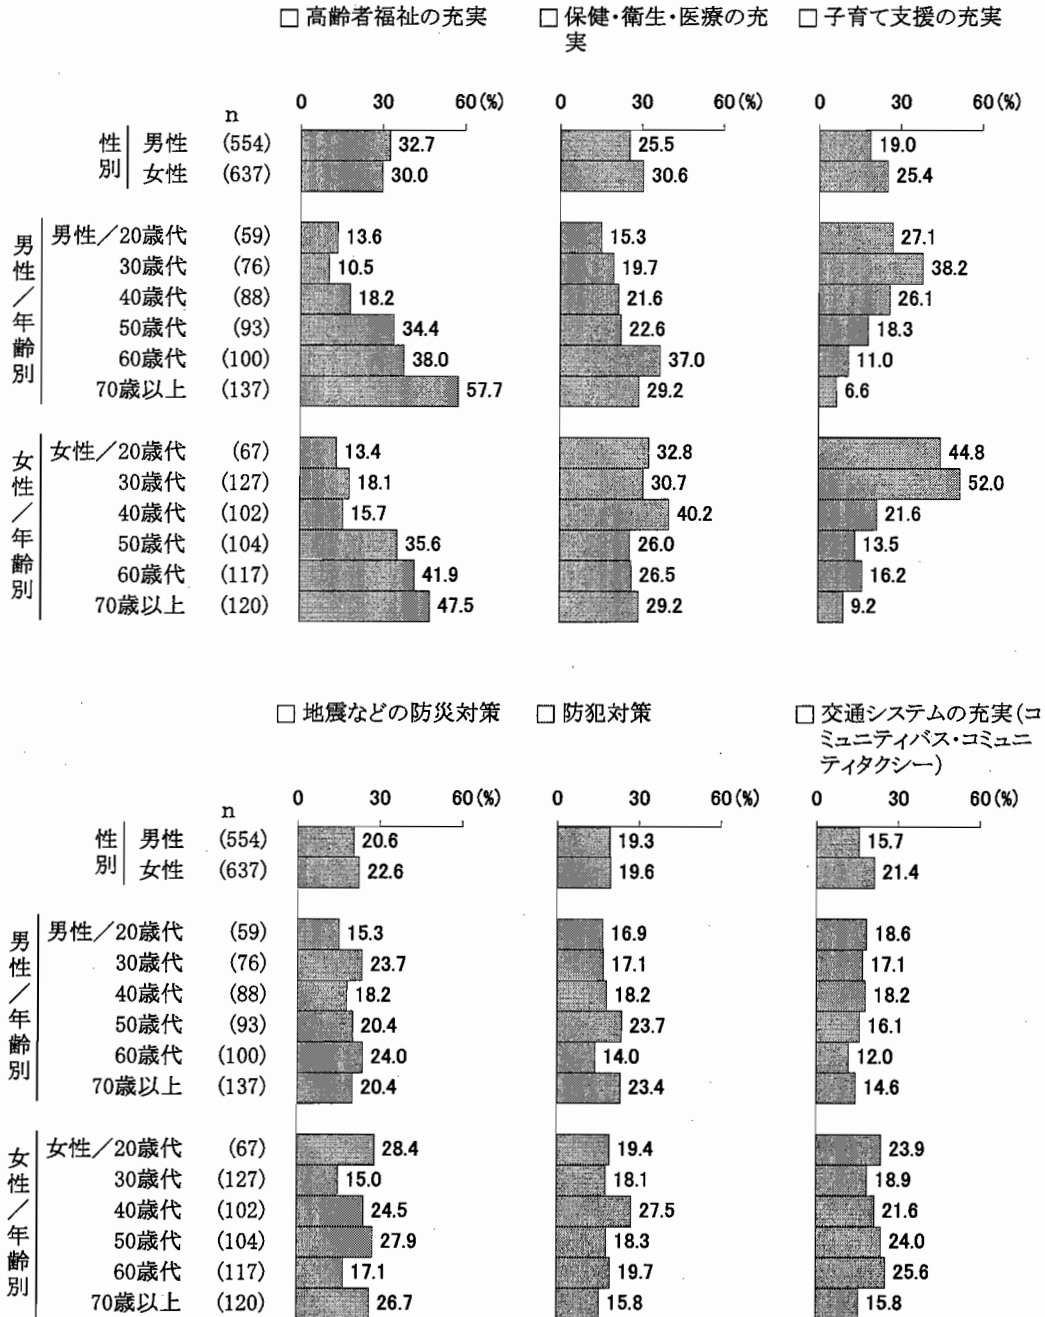 □ 高齢者福祉の充実
□ 保健・衛生・医療の充
実
□ 子育て支援の充実
0 30 60(%) 0 30 60(%) 0 30 60(%)
n
性別
男性 (554) 32.7 25.5 19.0
女性 (637) 30.0 30.6 25.4
男性／年齢別
男性／20歳代 (59) 13.6 15.3 27.1
30歳代 (76) 10.5 19.7 38.2
40歳代 (88) 18.2 21.6 26.1
50歳代 (93) 34.4 22.6 18.3
60歳代 (100) 38.0 37.0 11.0
70歳以上 (137) 57.7 29.2 6.6
女性／年齢別
女性／20歳代 (67) 13.4 32.8 44.8
30歳代 (127) 18.1 30.7 52.0
40歳代 (102) 15.7 40.2 21.6
50歳代 (104) 35.6 26.0 13.5
60歳代 (117) 41.9 26.5 16.2
70歳以上 (120) 47.5 29.2 9.2
□ 地震などの防災対策
□ 防犯対策
□ 交通システムの充実(コ
ミュニティバス・コミュニ
ティタクシー)
0 30 60(%) 0 30 60(%) 0 30 60(%)
n
性別
男性 (554) 20.6 19.3 15.7
女性 (637) 22.6 19.6 21.4
男性／年齢別
男性／20歳代 (59) 15.3 16.9 18.6
30歳代 (76) 23.7 17.1 17.1
40歳代 (88) 18.2 18.2 18.2
50歳代 (93) 20.4 23.7 16.1
60歳代 (100) 24.0 14.0 12.0
70歳以上 (137) 20.4 23.4 14.6
女性／年齢別
女性／20歳代 (67) 28.4 19.4 23.9
30歳代 (127) 15.0 18.1 18.9
40歳代 (102) 24.5 27.5 21.6
50歳代 (104) 27.9 18.3 24.0
60歳代 (117) 17.1 19.7 25.6
70歳以上 (120) 26.7 15.8 15.8